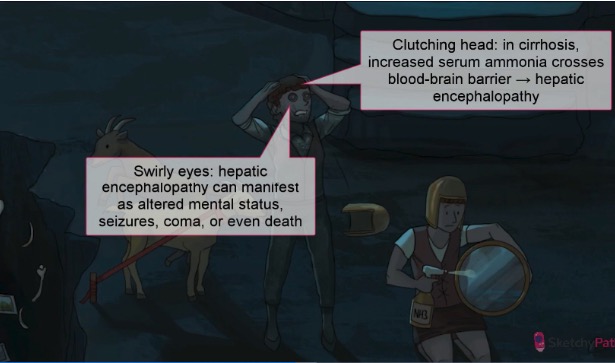 Clutching head: in cirrhosis,
increased serum ammonia crosses
blood-brain barrier → hepatic
encephalopathy
Swirly eyes: hepatic
encephalopathy can manifest
as altered mental status,
seizures, coma, or even death
NH3
SketchyPat